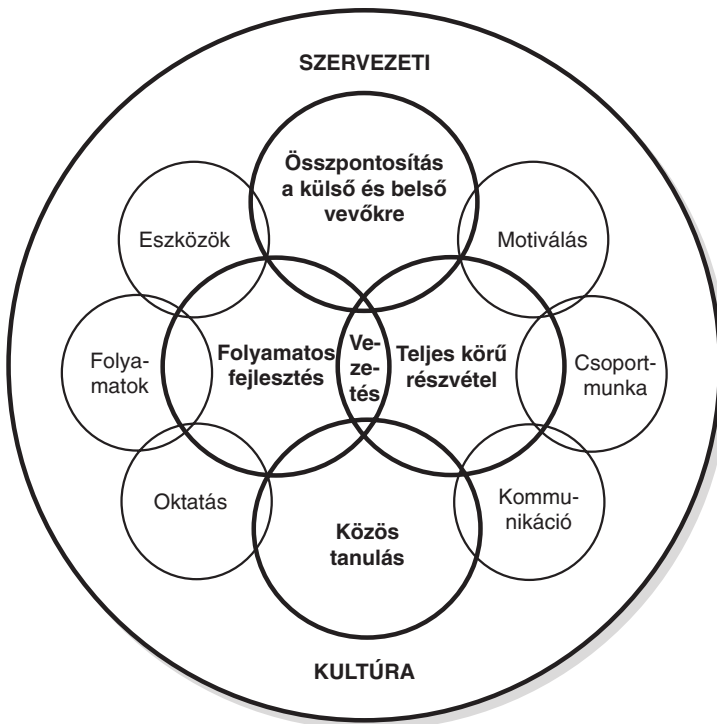 SZERVEZETI
Összpontosítás
a külső és belső
vevőkre
Eszközök
Motiválás
Folya-
matok
Folyamatos
fejlesztés
Ve-
ze-
tés
Teljes körű
részvétel
Csoport-
munka
Oktatás
Kommu-
nikáció
Közös
tanulás
KULTÚRA